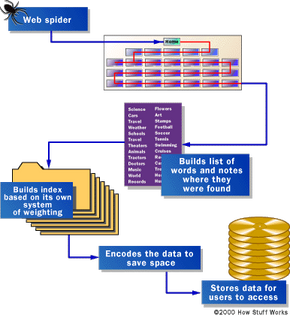 Web spider
Science Flowers
Cars Art
Travel Stamps
Weather Football
Schools Soccer
Travel Tennis
Theaters Swimming
Animals Cruises
Tractors
Doctors
Music
World
Records
Builds list of
words and notes
where they
were found
Builds index
based on its own
system
of weighting
Encodes the data to
save space
Stores data for
users to access
©2000 How Stuff Works